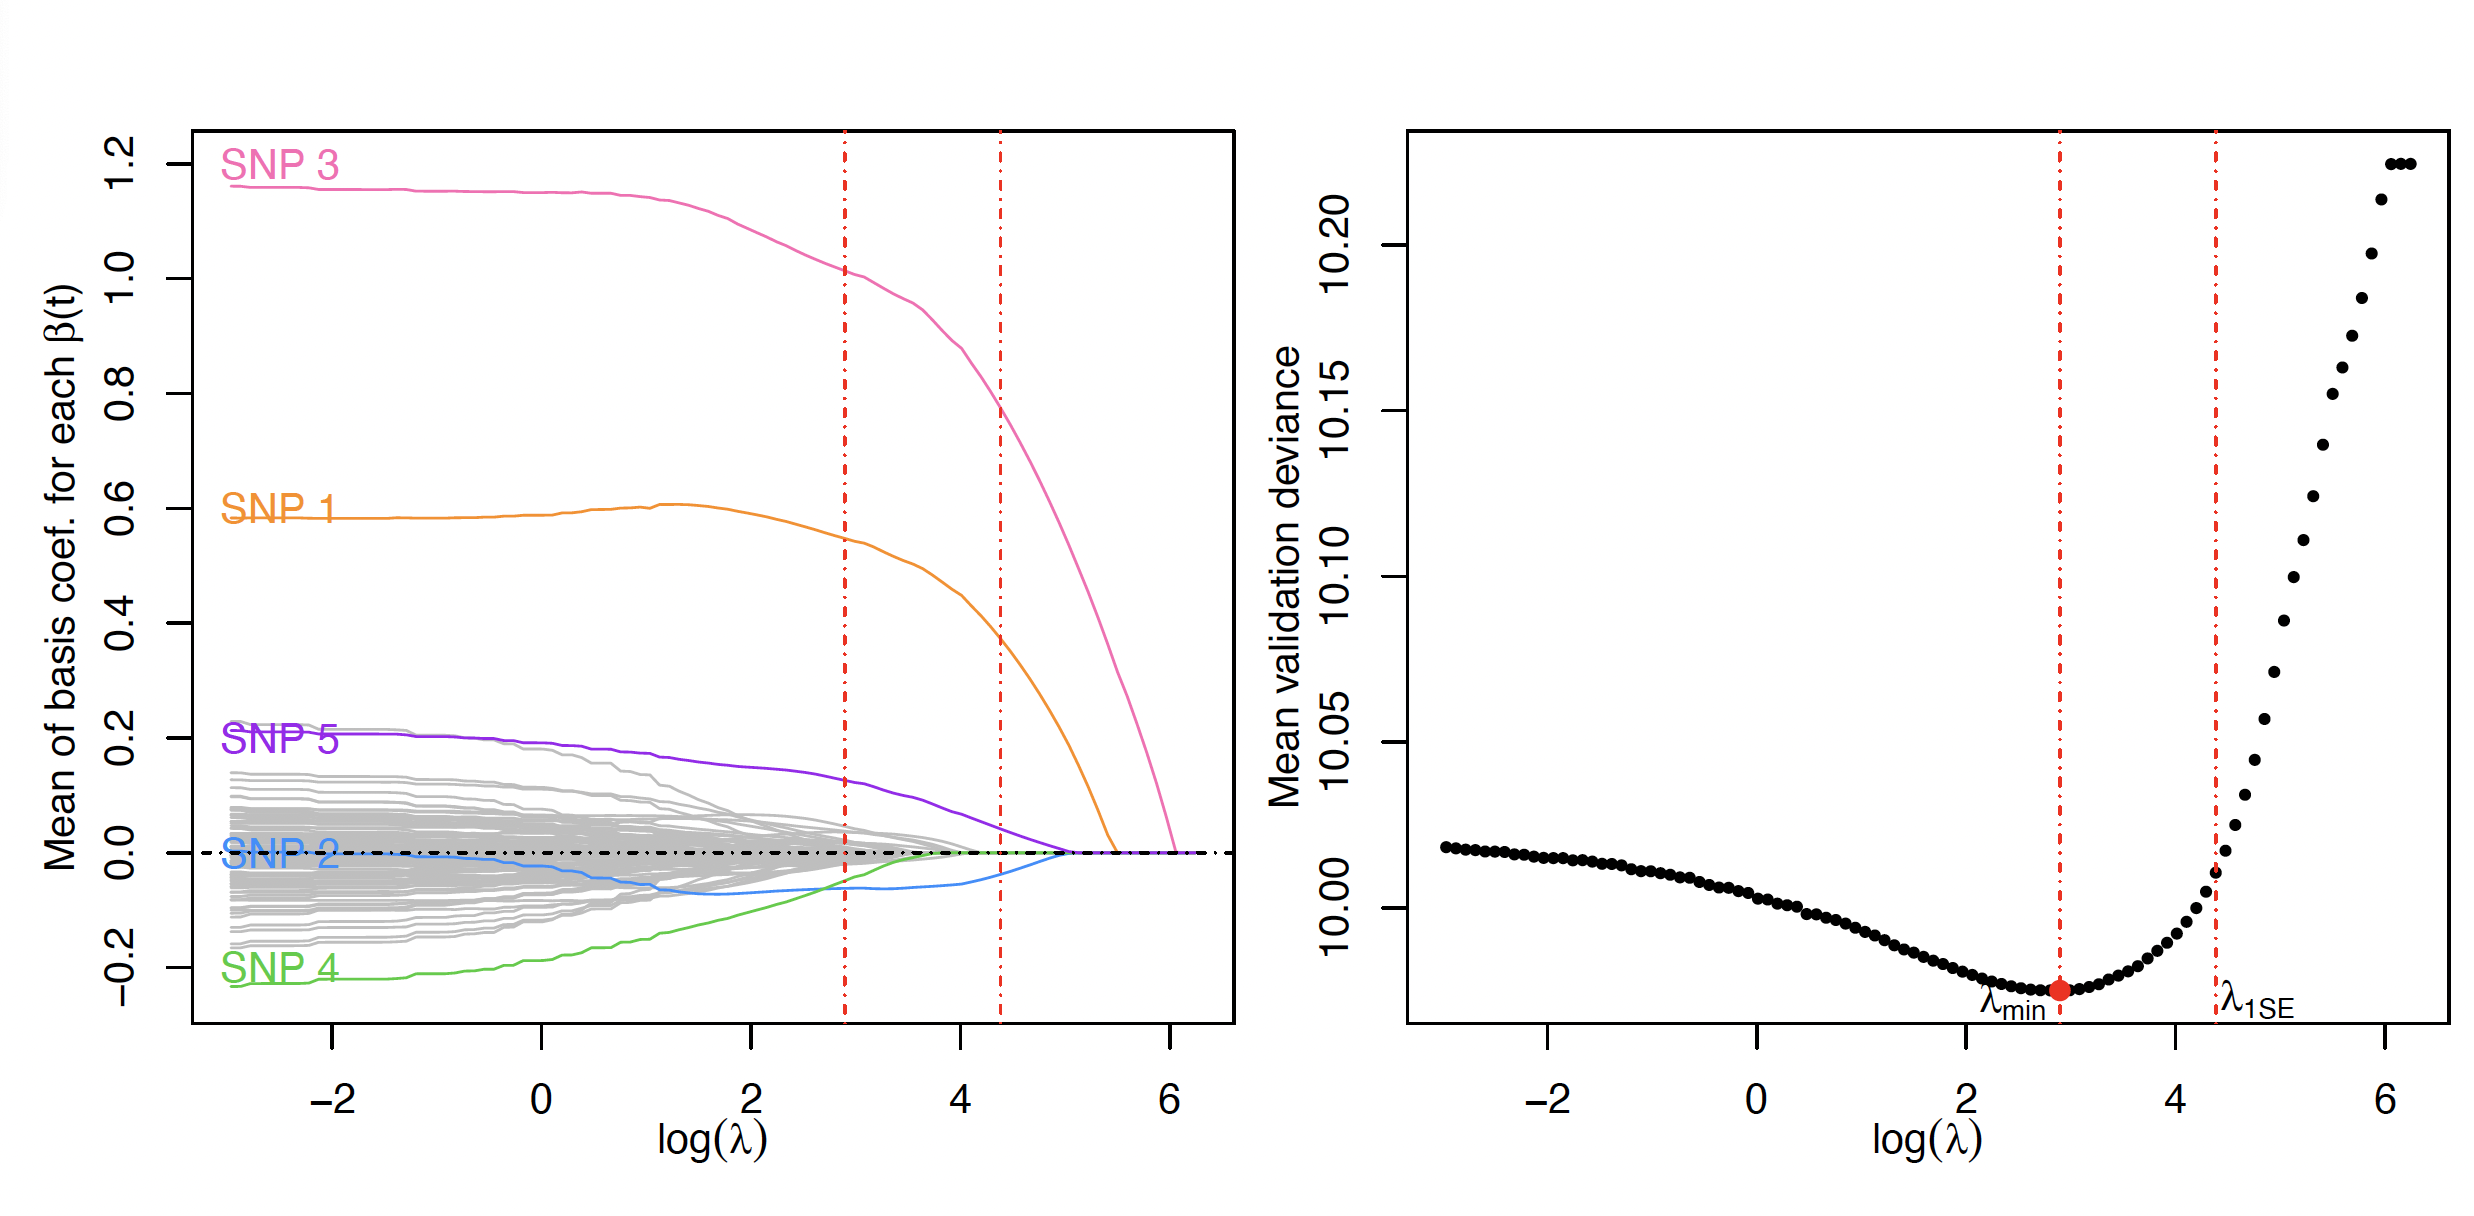 Mean of basis coef. for each β(t)
1.2
1.0
0.8
0.6
0.4
0.2
0.0
−0.2
SNP 3
SNP 1
SNP 5
SNP 2
SNP 4
−2 0 2 4 6
log(λ)
Mean validation deviance
10.20
10.15
10.10
10.05
10.00
λmin
λ1SE
−2 0 2 4 6
log(λ)